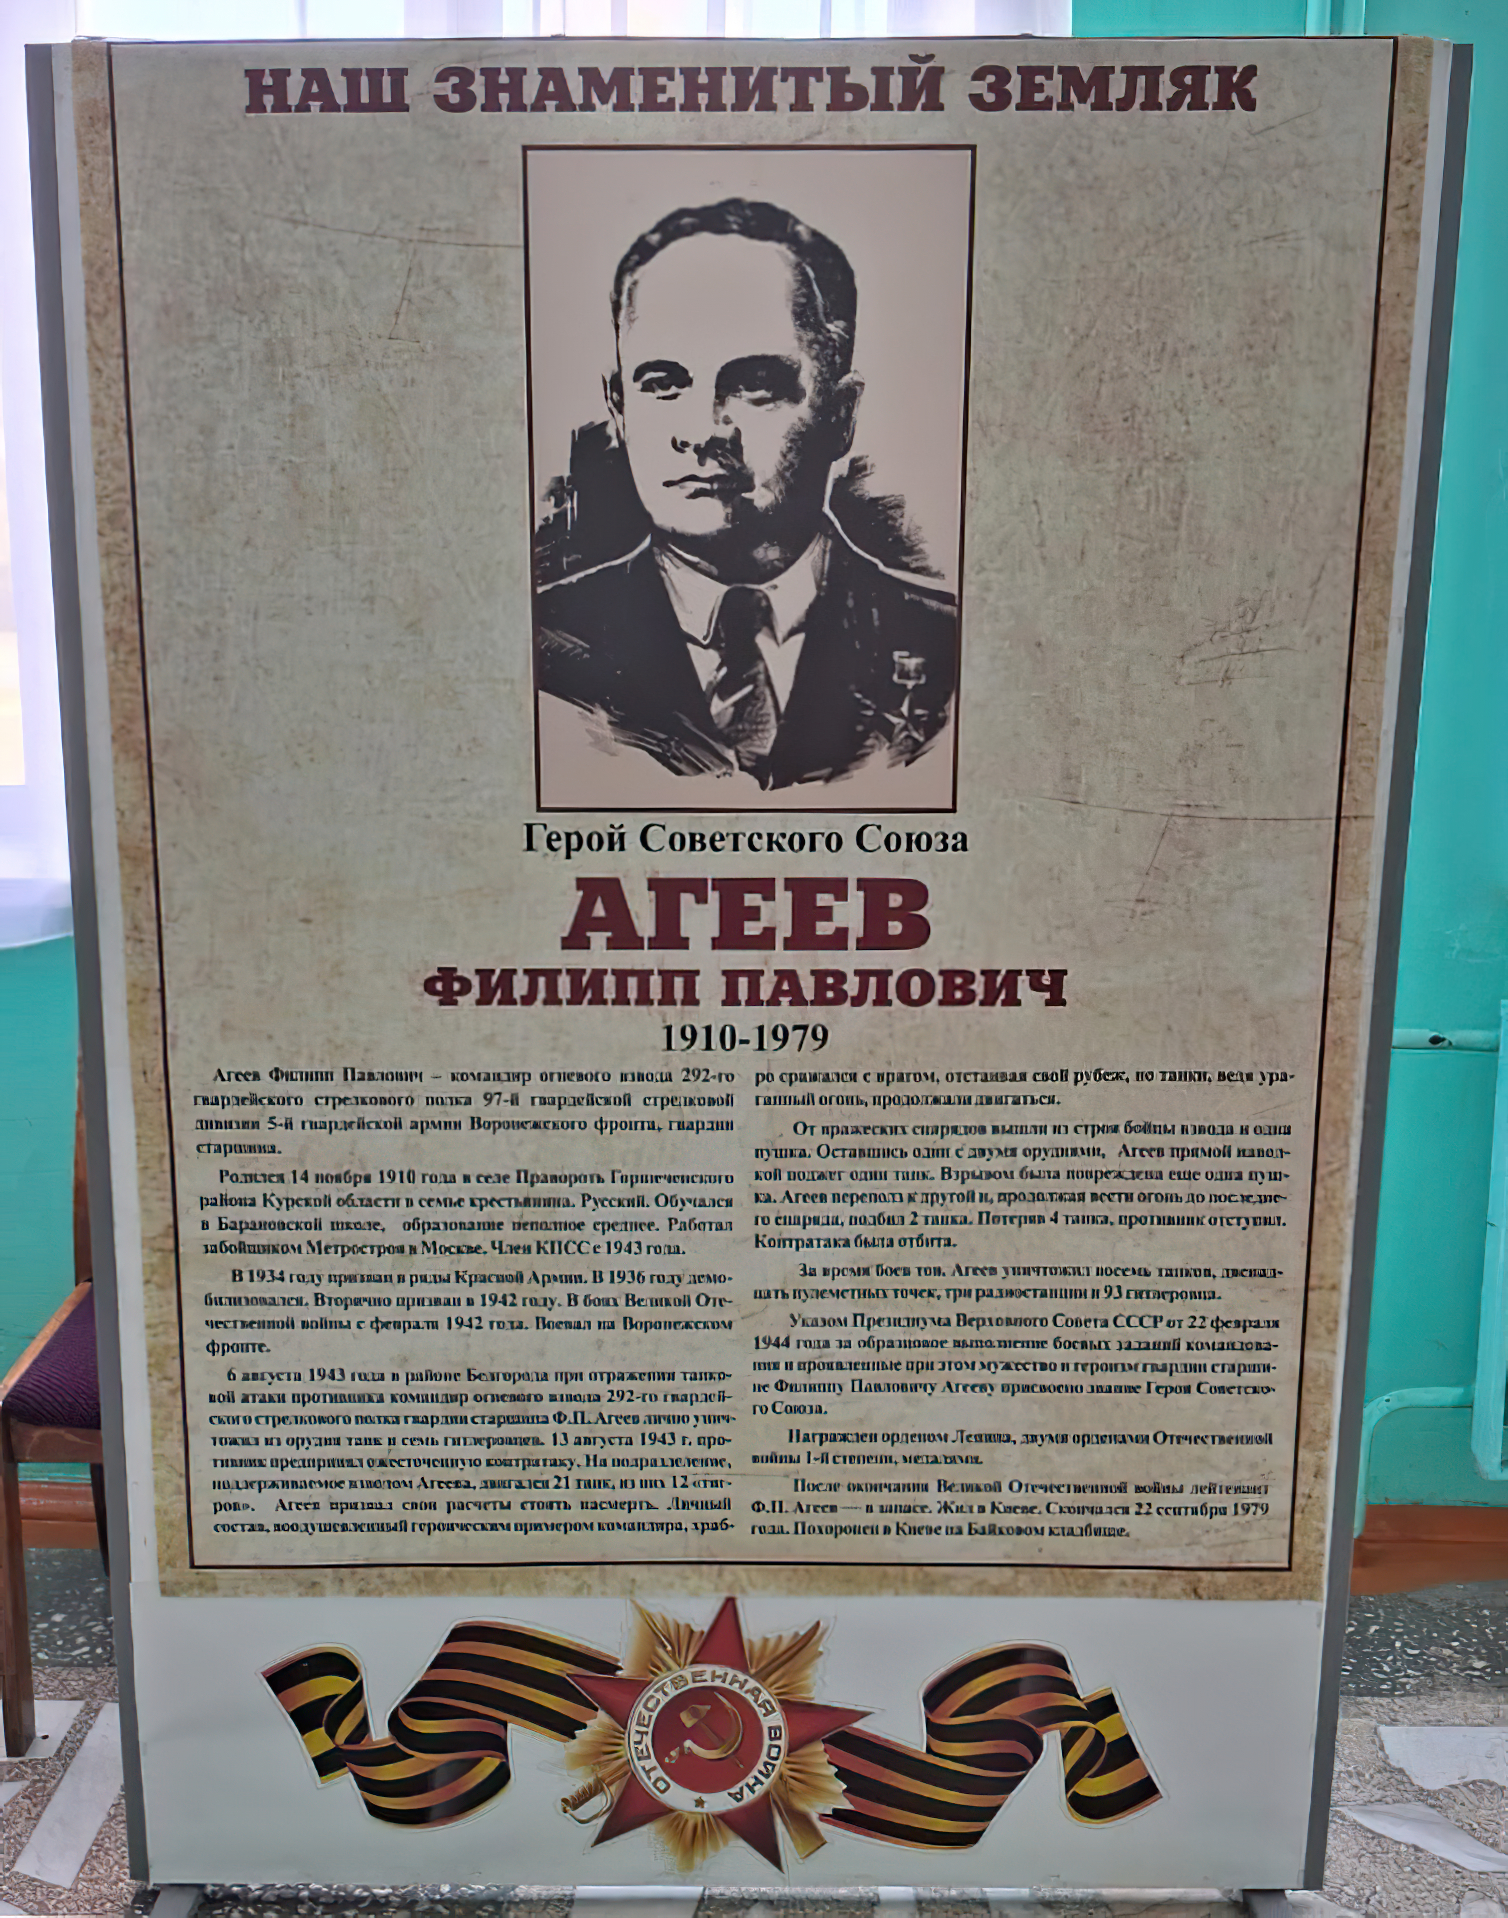 НАШ ЗНАМЕНИТЫЙ ЗЕМЛЯК
Герой Советского Союза
АГЕЕВ
ФИЛИПП ПАВЛОВИЧ
1910-1979
Агеев Филипп Павлович – командир огневого взвода 292-го
гвардейского стрелкового полка 97-й гвардейской стрелковой
дивизии 5-й гвардейской армии Воронежского фронта, гвардии
старшина.
Родился 14 ноября 1910 года в селе Правороть Горшеченского
района Курской области в семье крестьянина. Русский. Обучался
в Барановской школе, образование неполное среднее. Работал
забойщиком Метростроя в Москве. Член КПСС с 1943 года.
В 1934 году призван в ряды Красной Армии. В 1936 году демо-
билизовался. Вторично призван в 1942 году. В боях Великой Оте-
чественной войны с февраля 1942 года. Воевал на Воронежском
фронте.
6 августа 1943 года в районе Белгорода при отражении танко-
вой атаки противника командир огневого взвода 292-го гвардей-
ского стрелкового полка гвардии старшина Ф.П. Агеев лично унич-
тожил из орудия танк и семь гитлеровцев. 13 августа 1943 г. про-
тивник предпринял ожесточенную контратаку. На подразделение,
поддерживаемое взводом Агеева, двигался 21 танк, из них 12 «тиг-
ров». Агеев призвал свои расчеты стоять насмерть. Личный
состав, воодушевленный героическим примером командира, храб-
ро сражался с врагом, отстаивая свой рубеж, но танки, ведя ура-
ганный огонь, продолжали двигаться.
От вражеских снарядов вышли из строя бойцы взвода и одна
пушка. Оставшись один с двумя орудиями, Агеев прямой навод-
кой поджег один танк. Взрывом была повреждена еще одна пуш-
ка. Агеев переполз к другой и, продолжая вести огонь до последне-
го снаряда, подбил 2 танка. Потеряв 4 танка, противник отступил.
Контратака была отбита.
За время боев тов. Агеев уничтожил восемь танков, двенад-
цать пулеметных точек, три радиостанции и 93 гитлеровца.
Указом Президиума Верховного Совета СССР от 22 февраля
1944 года за образцовое выполнение боевых заданий командова-
ния и проявленные при этом мужество и героизм гвардии старши-
не Филиппу Павловичу Агееву присвоено звание Героя Советско-
го Союза.
Награжден орденом Ленина, двумя орденами Отечественной
войны 1-й степени, медалями.
После окончания Великой Отечественной войны лейтенант
Ф.П. Агеев — в запасе. Жил в Киеве. Скончался 22 сентября 1979
года. Похоронен в Киеве на Байковом кладбище.
ОТЕЧЕСТВЕННАЯ ВОЙНА